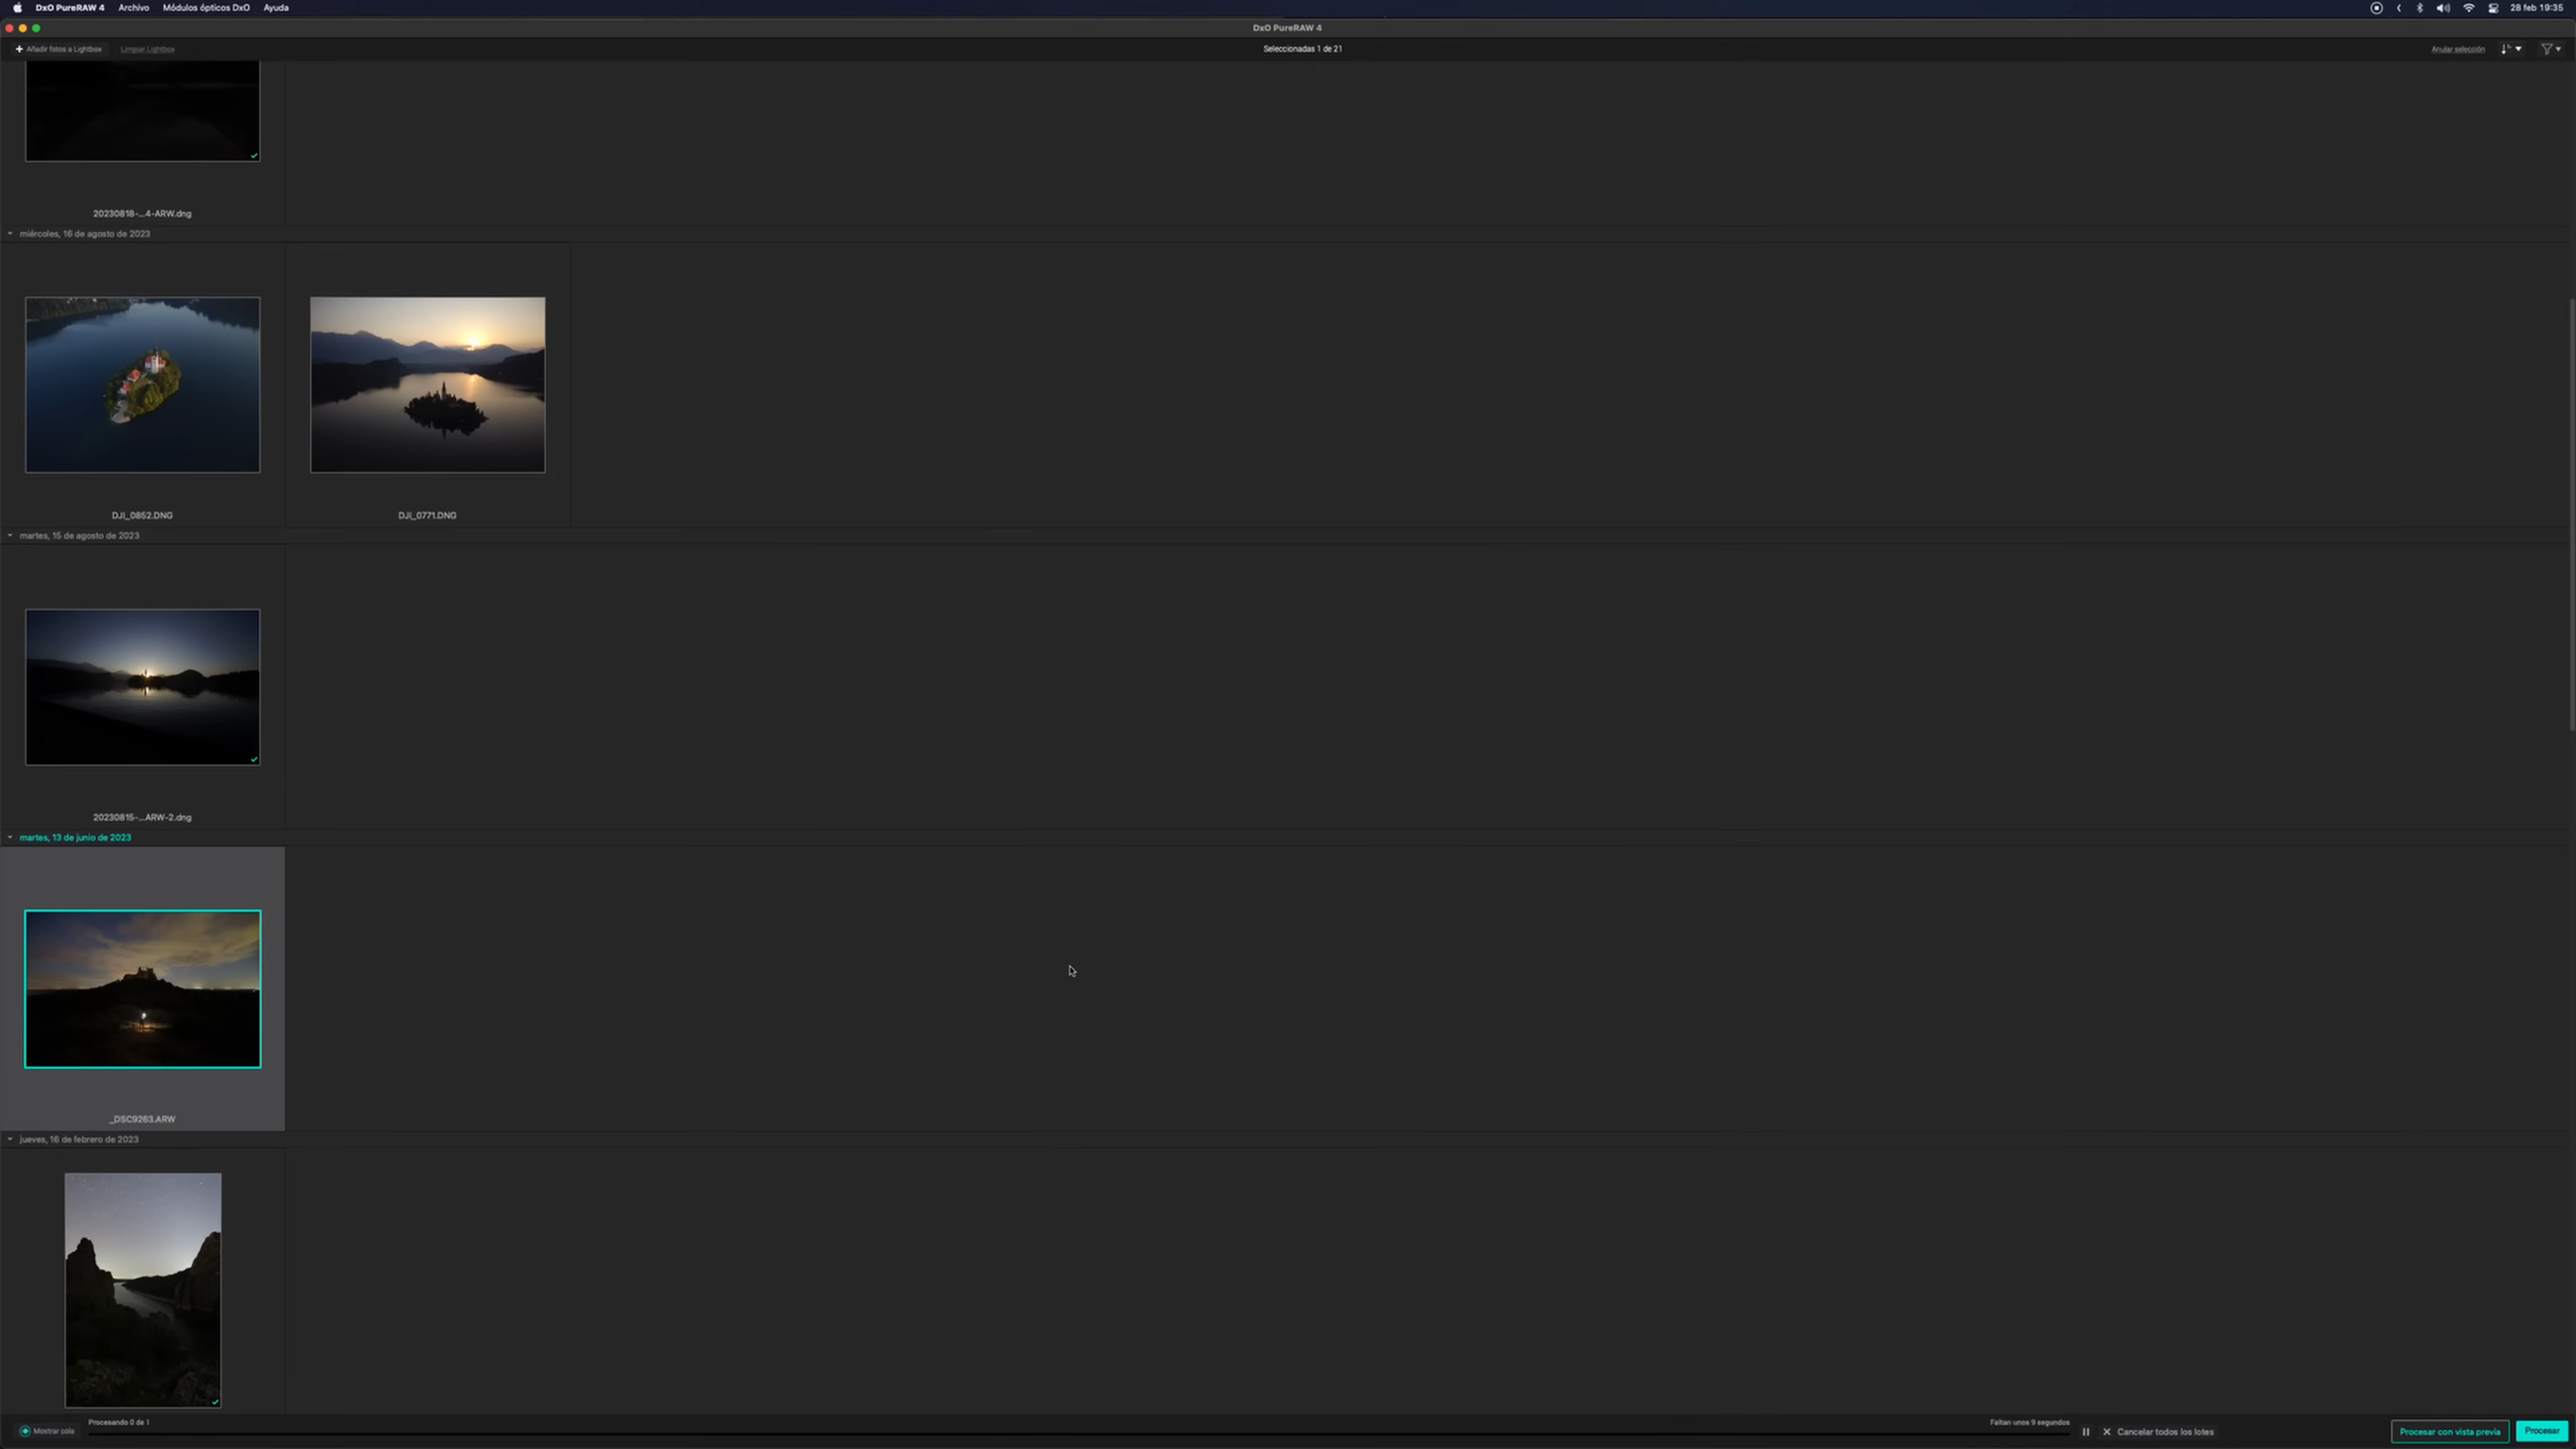 DxO PureRAW 4 Archivo Módulos ópticos DxO Ayuda 28 feb 19:35
DxO PureRAW 4
Añadir fotos a Lightbox Limpiar Lightbox Seleccionadas 1 de 21 Anular selección
20230818-...4-ARW.dng
miércoles, 16 de agosto de 2023
DJI_0852.DNG DJI_0771.DNG
martes, 15 de agosto de 2023
20230815-...ARW-2.dng
martes, 13 de junio de 2023
_DSC9263.ARW
jueves, 16 de febrero de 2023
Mostrar cola Procesando 0 de 1 Faltan unos 9 segundos Cancelar todos los lotes Procesar con vista previa Procesar